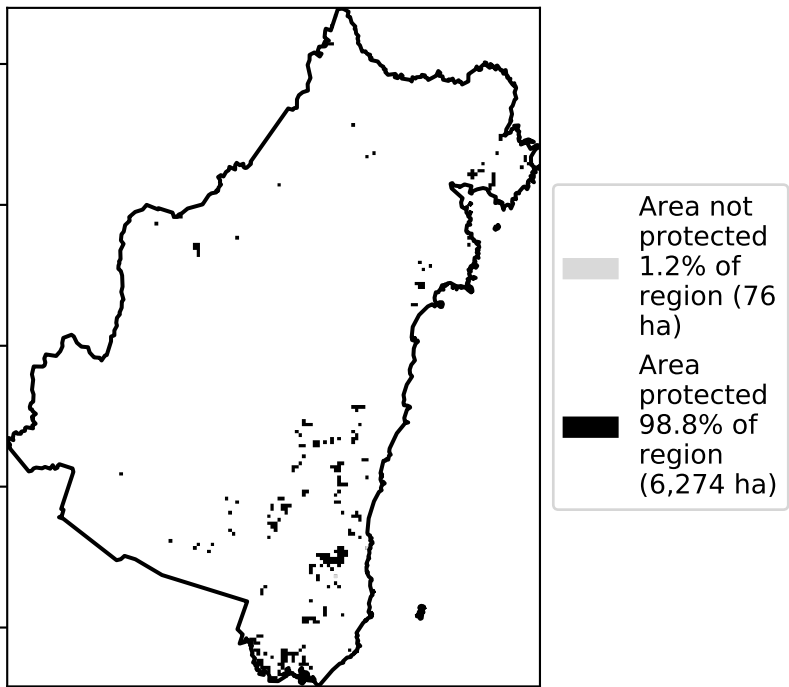 Area not
protected
1.2% of
region (76
ha)
Area
protected
98.8% of
region
(6,274 ha)